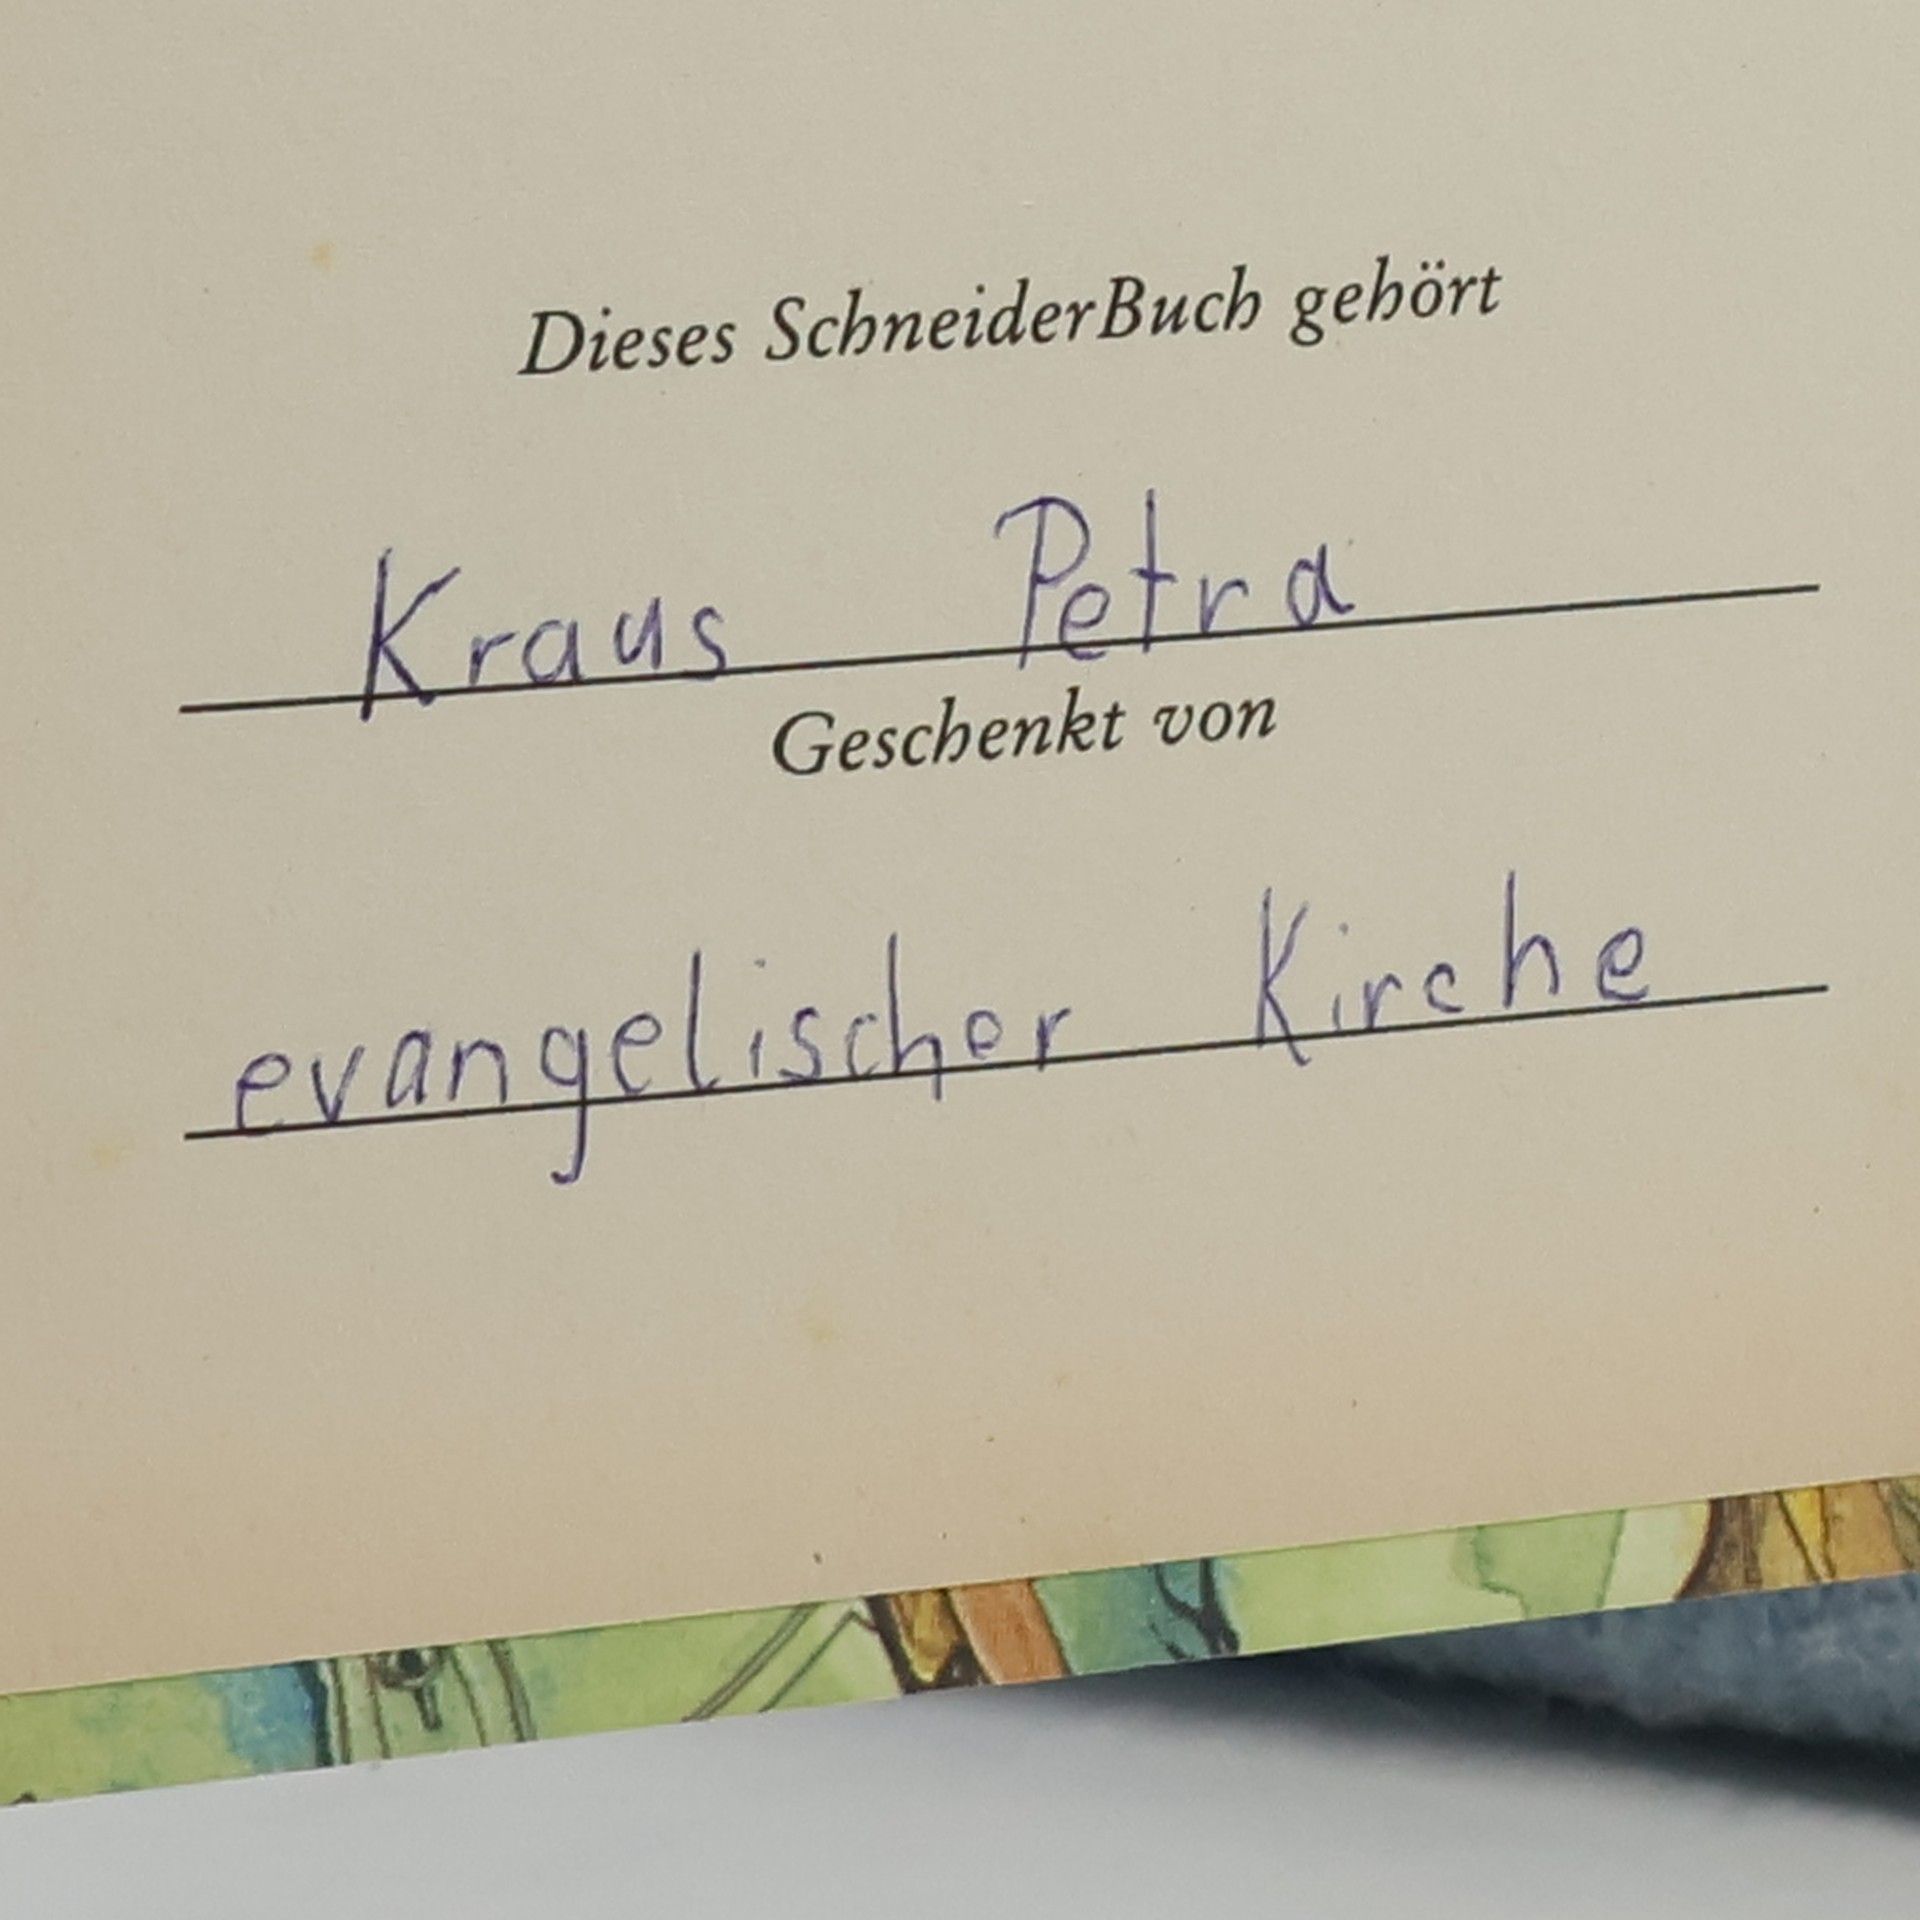 Dieses SchneiderBuch gehört
Kraus Petra
Geschenkt von
evangelischer Kirche